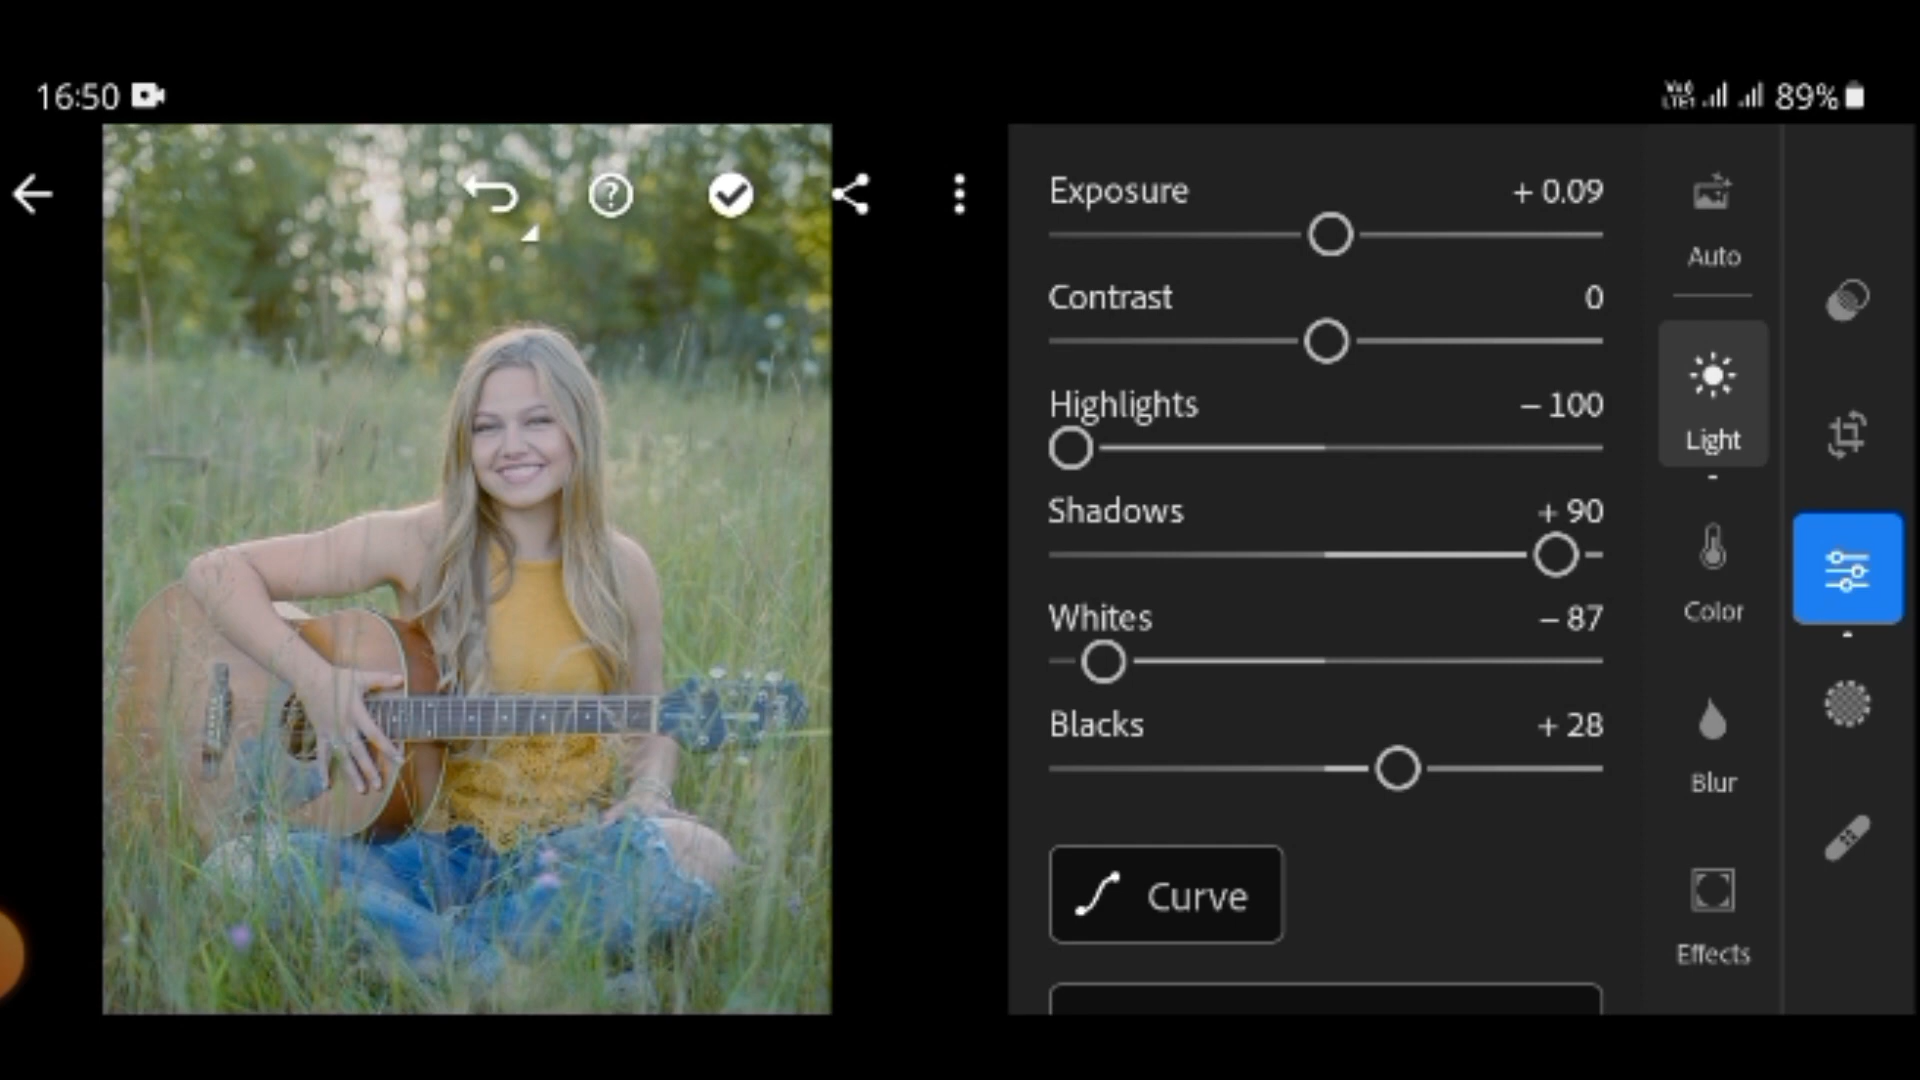 16:50
VoLTE1 89%
Exposure + 0.09
Contrast 0
Highlights – 100
Shadows + 90
Whites – 87
Blacks + 28
Curve
Auto
Light
Color
Blur
Effects